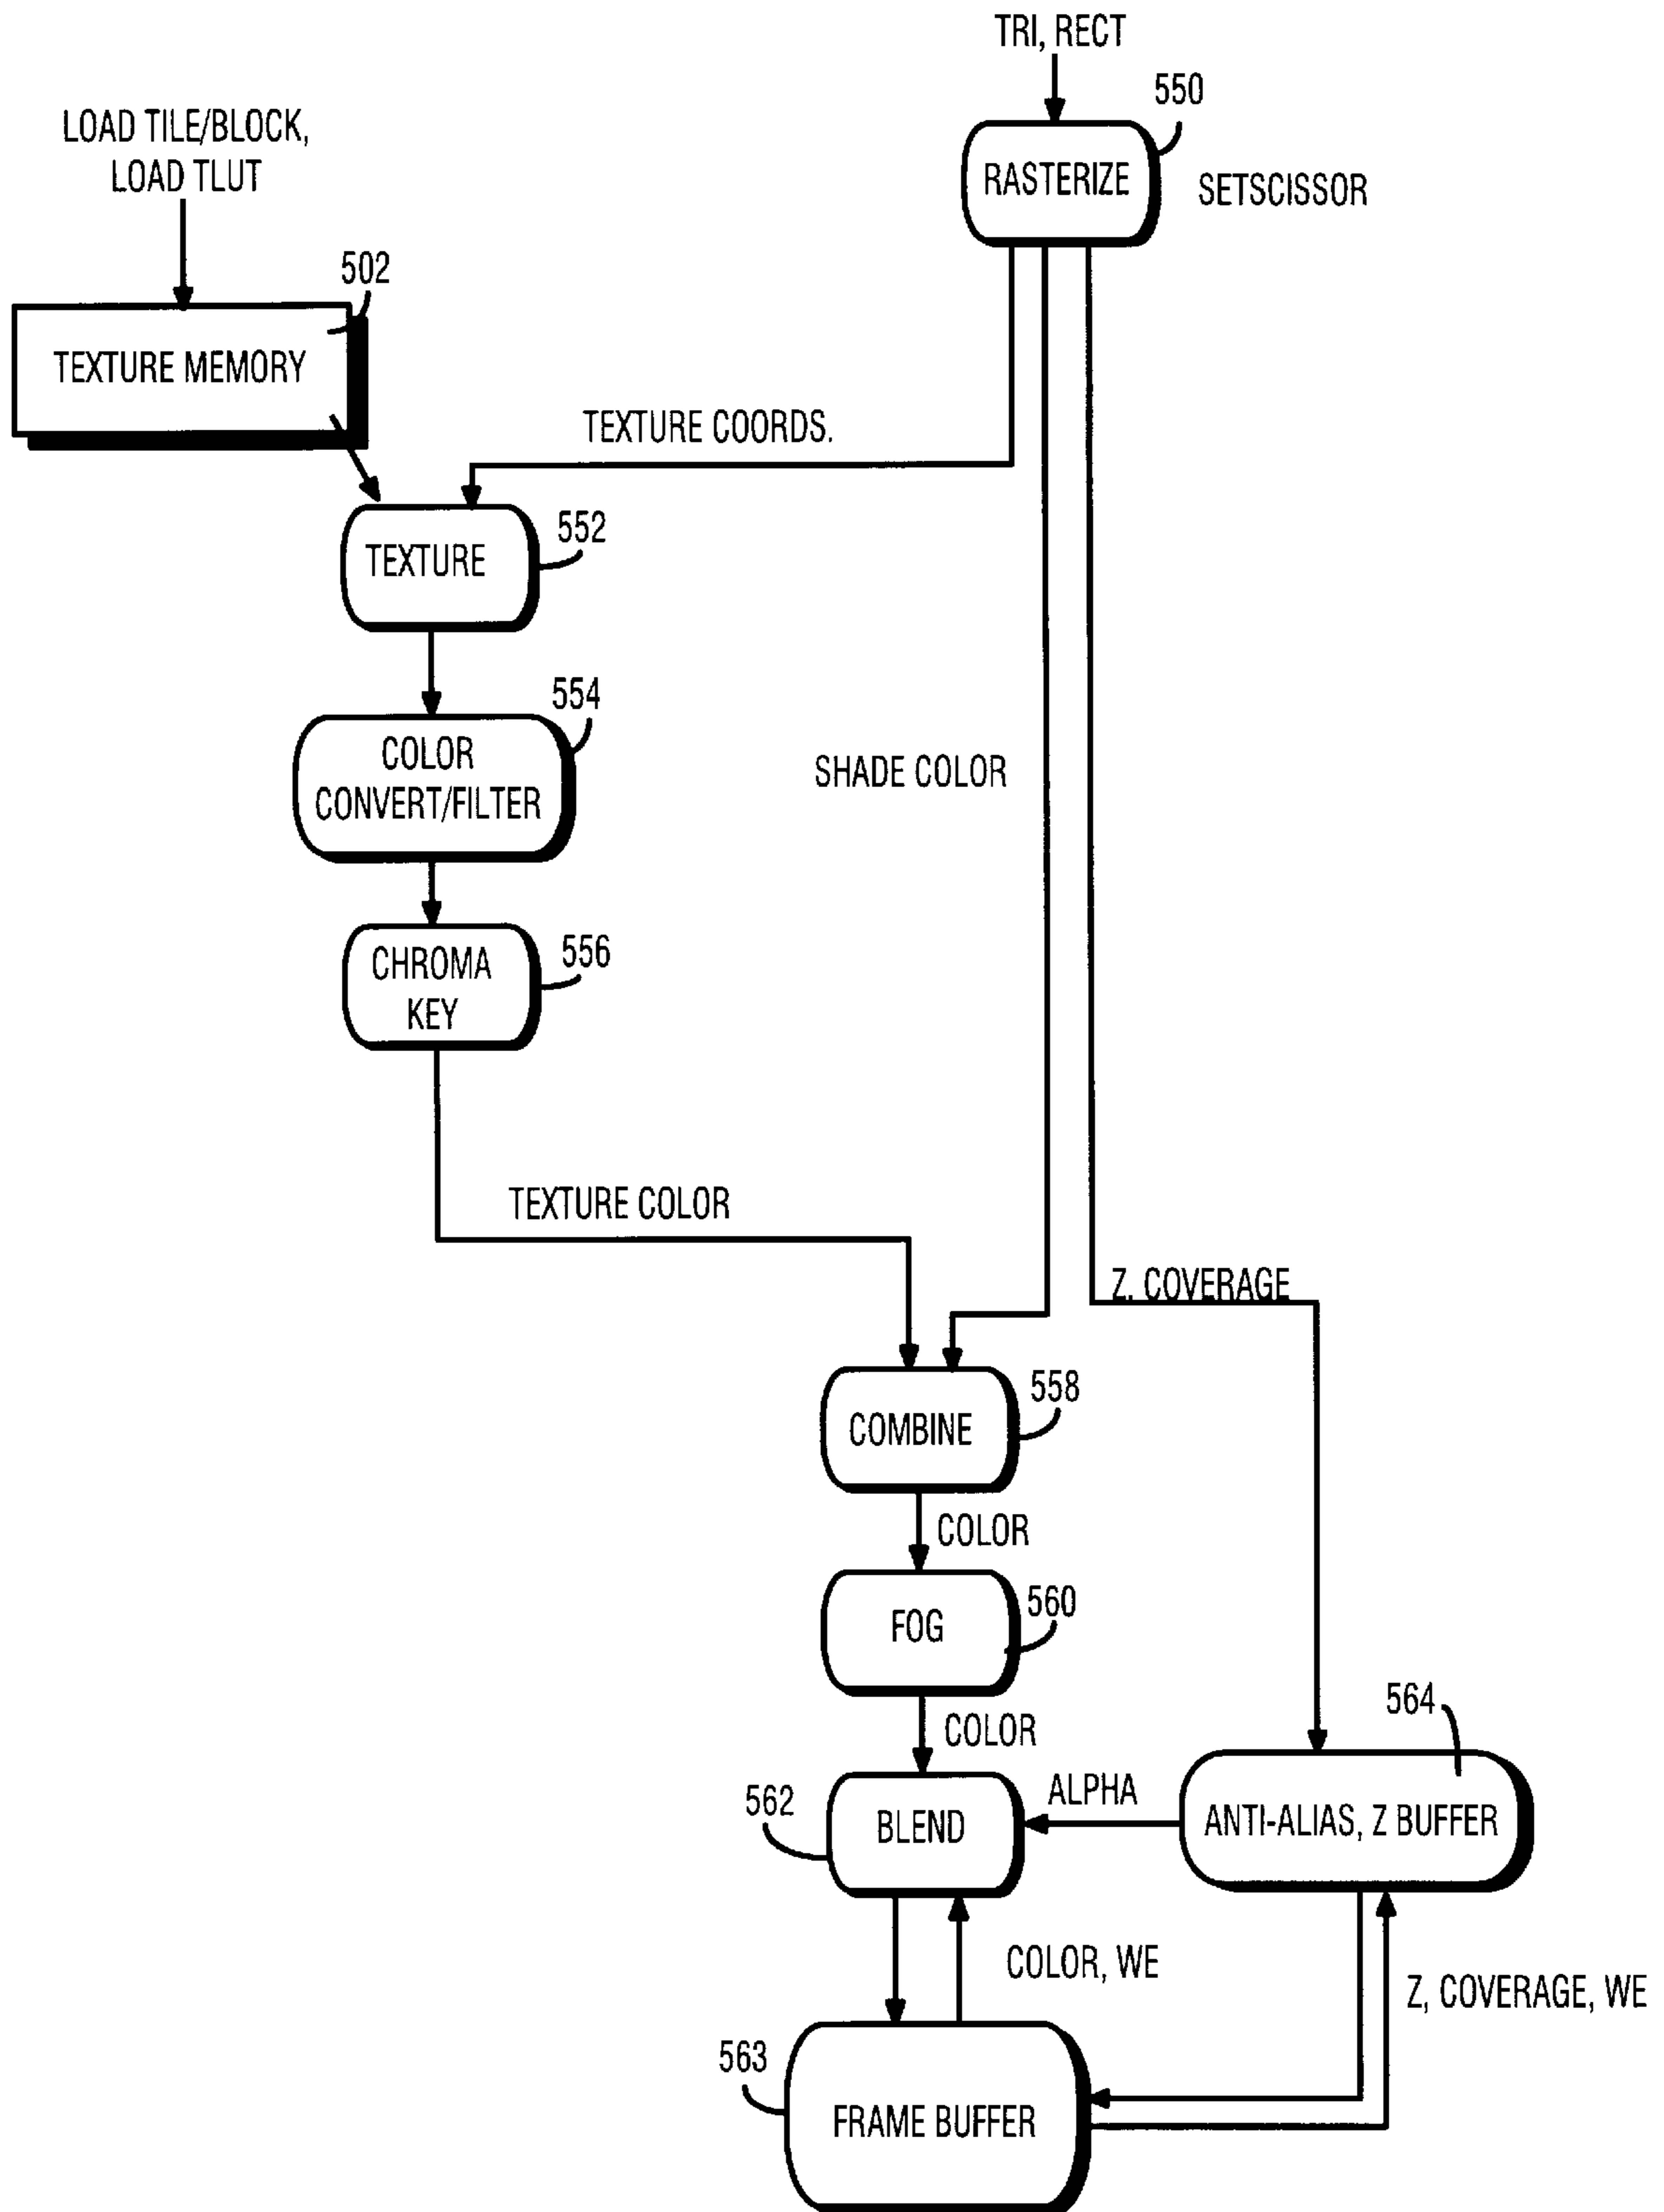 TRI, RECT
550
LOAD TILE/BLOCK,
LOAD TLUT
RASTERIZE
SETSCISSOR
502
TEXTURE MEMORY
TEXTURE COORDS.
552
TEXTURE
554
COLOR
CONVERT/FILTER
SHADE COLOR
556
CHROMA
KEY
TEXTURE COLOR
Z, COVERAGE
558
COMBINE
COLOR
560
FOG
564
COLOR
ALPHA
562
BLEND
ANTI-ALIAS, Z BUFFER
COLOR, WE
Z, COVERAGE, WE
563
FRAME BUFFER